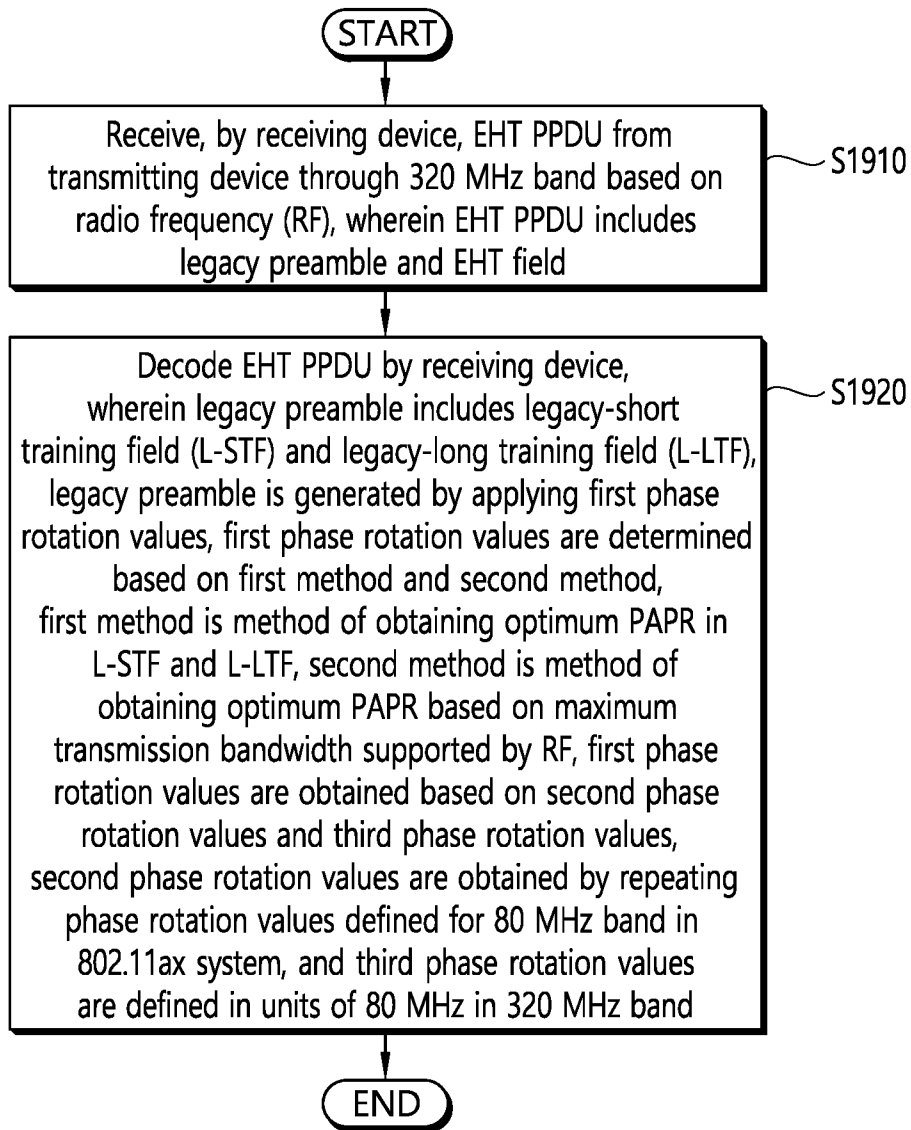 START
Receive, by receiving device, EHT PPDU from
transmitting device through 320 MHz band based on
radio frequency (RF), wherein EHT PPDU includes
legacy preamble and EHT field
S1910
Decode EHT PPDU by receiving device,
wherein legacy preamble includes legacy-short
training field (L-STF) and legacy-long training field (L-LTF),
legacy preamble is generated by applying first phase
rotation values, first phase rotation values are determined
based on first method and second method,
first method is method of obtaining optimum PAPR in
L-STF and L-LTF, second method is method of
obtaining optimum PAPR based on maximum
transmission bandwidth supported by RF, first phase
rotation values are obtained based on second phase
rotation values and third phase rotation values,
second phase rotation values are obtained by repeating
phase rotation values defined for 80 MHz band in
802.11ax system, and third phase rotation values
are defined in units of 80 MHz in 320 MHz band
S1920
END